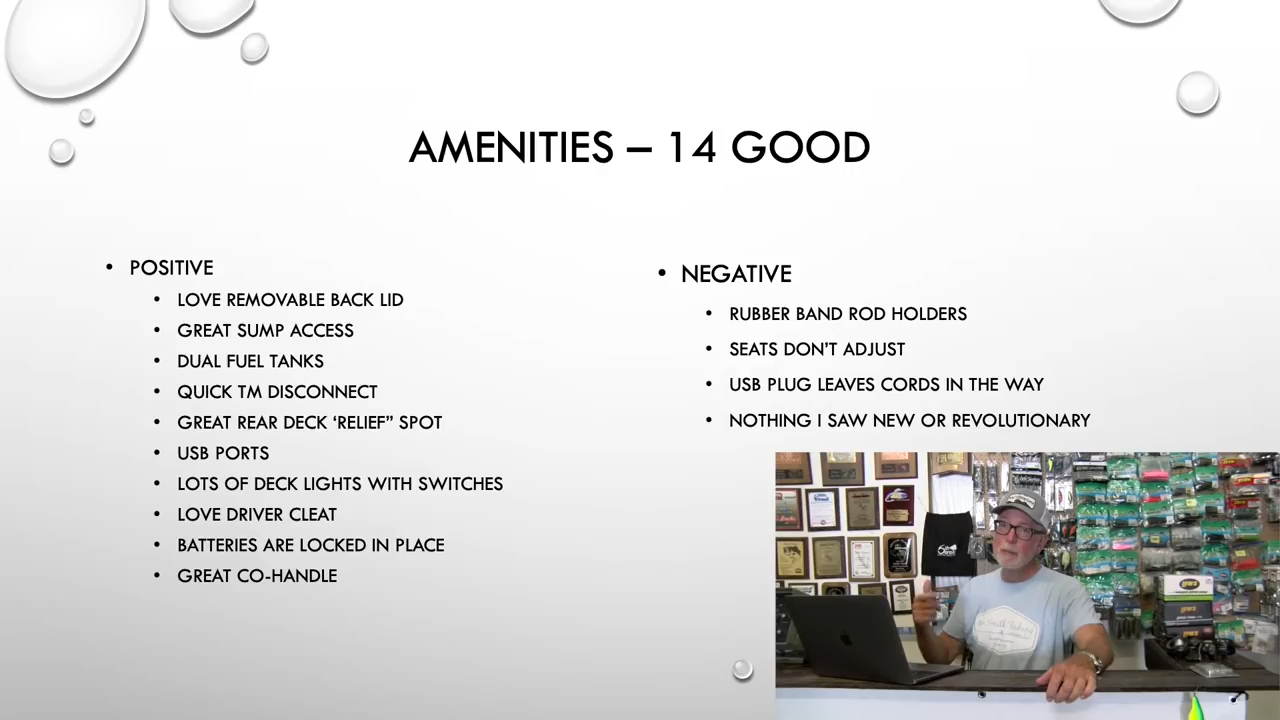 AMENITIES – 14 GOOD
• POSITIVE
• LOVE REMOVABLE BACK LID
• GREAT SUMP ACCESS
• DUAL FUEL TANKS
• QUICK TM DISCONNECT
• GREAT REAR DECK ‘RELIEF” SPOT
• USB PORTS
• LOTS OF DECK LIGHTS WITH SWITCHES
• LOVE DRIVER CLEAT
• BATTERIES ARE LOCKED IN PLACE
• GREAT CO-HANDLE
• NEGATIVE
• RUBBER BAND ROD HOLDERS
• SEATS DON’T ADJUST
• USB PLUG LEAVES CORDS IN THE WAY
• NOTHING I SAW NEW OR REVOLUTIONARY